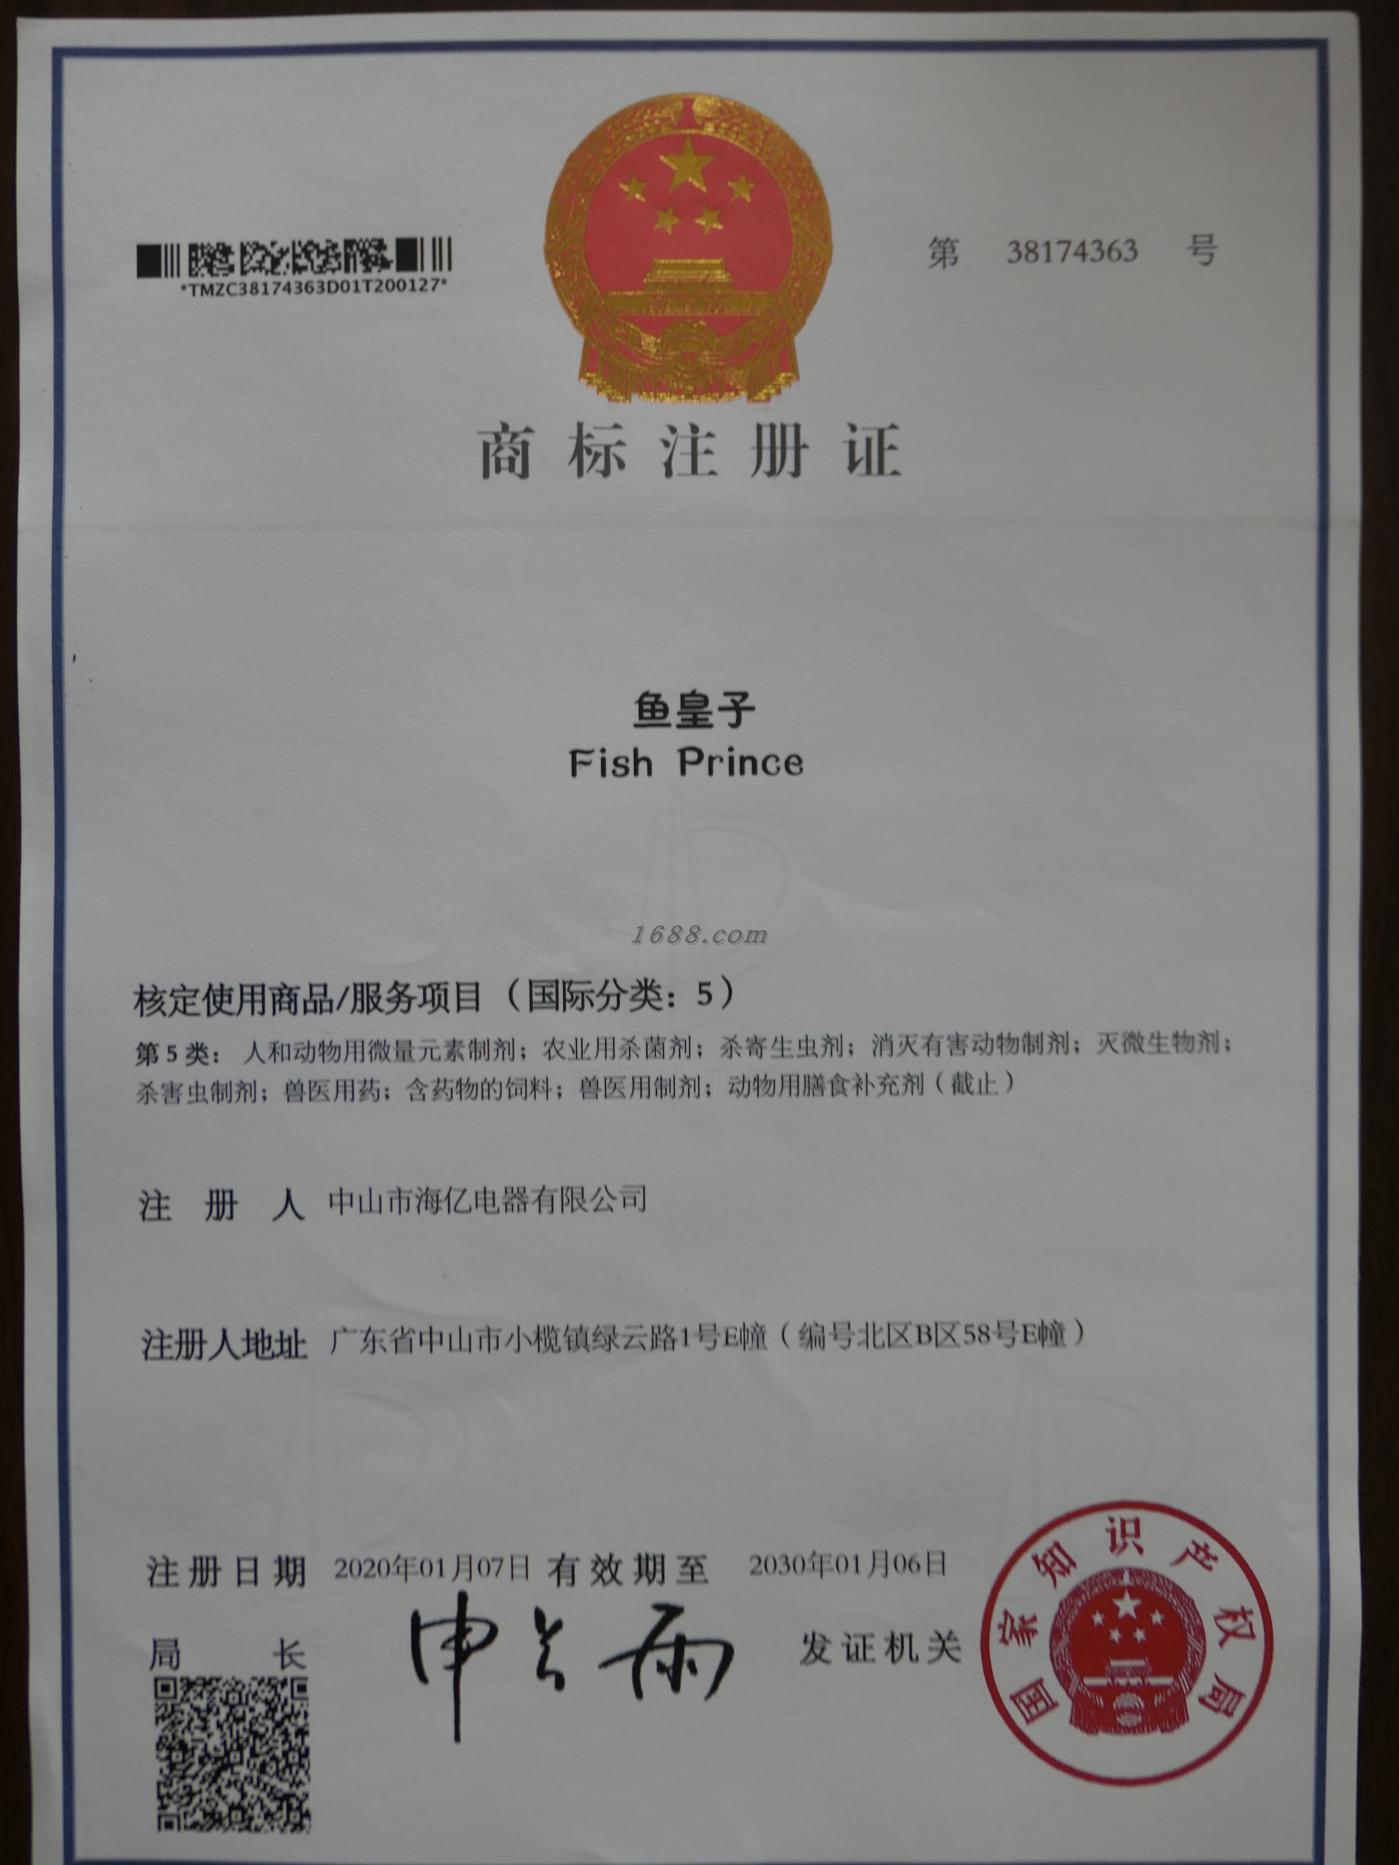 *TMZC38174363D01T200127*
第 38174363 号
商标注册证
鱼皇子
Fish Prince
1688.com
核定使用商品/服务项目（国际分类：5）
第5类：人和动物用微量元素制剂；农业用杀菌剂；杀寄生虫剂；消灭有害动物制剂；灭微生物剂；
杀害虫制剂；兽医用药；含药物的饲料；兽医用制剂；动物用膳食补充剂（截止）
注册人 中山市海亿电器有限公司
注册人地址 广东省中山市小榄镇绿云路1号E幢（编号北区B区58号E幢）
注册日期 2020年01月07日 有效期至 2030年01月06日
局长 申长雨 发证机关
国家知识产权局